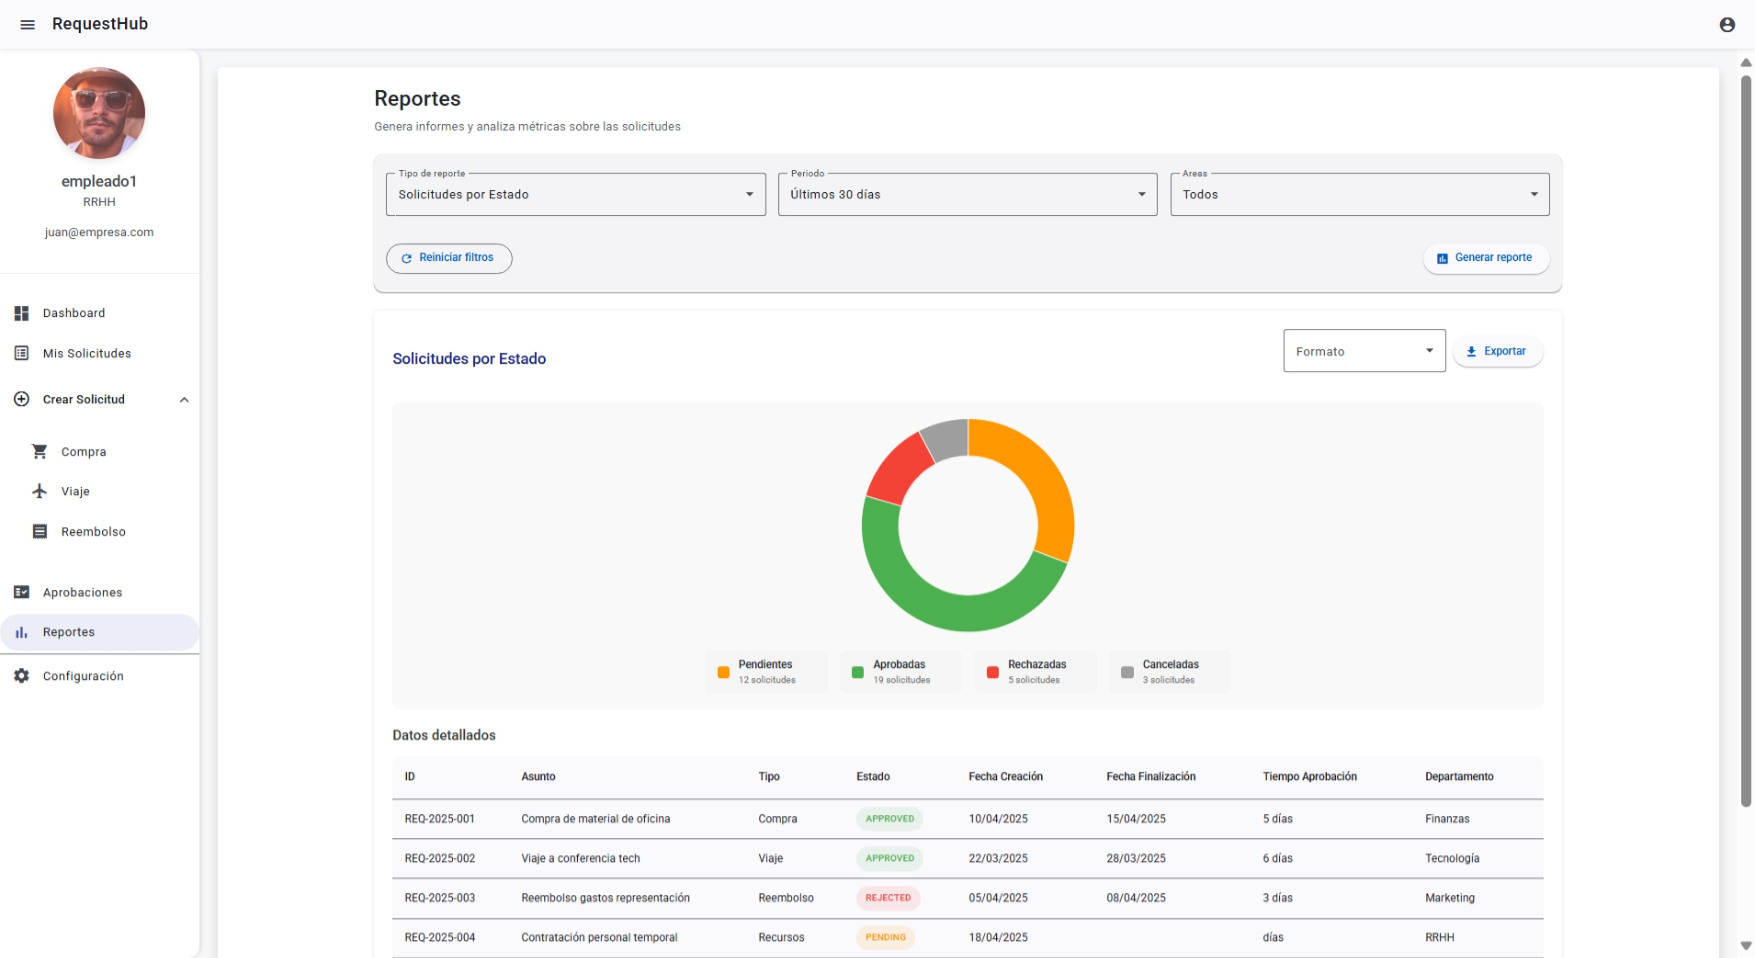 RequestHub
empleado1
RRHH
juan@empresa.com
Dashboard
Mis Solicitudes
Crear Solicitud
Compra
Viaje
Reembolso
Aprobaciones
Reportes
Configuración
Reportes
Genera informes y analiza métricas sobre las solicitudes
Tipo de reporte
Solicitudes por Estado
Periodo
Últimos 30 días
Areas
Todos
Reiniciar filtros
Generar reporte
Solicitudes por Estado
Formato
Exportar
Pendientes
12 solicitudes
Aprobadas
19 solicitudes
Rechazadas
5 solicitudes
Canceladas
3 solicitudes
Datos detallados
ID Asunto Tipo Estado Fecha Creación Fecha Finalización Tiempo Aprobación Departamento
REQ-2025-001 Compra de material de oficina Compra APPROVED 10/04/2025 15/04/2025 5 días Finanzas
REQ-2025-002 Viaje a conferencia tech Viaje APPROVED 22/03/2025 28/03/2025 6 días Tecnología
REQ-2025-003 Reembolso gastos representación Reembolso REJECTED 05/04/2025 08/04/2025 3 días Marketing
REQ-2025-004 Contratación personal temporal Recursos PENDING 18/04/2025 días RRHH